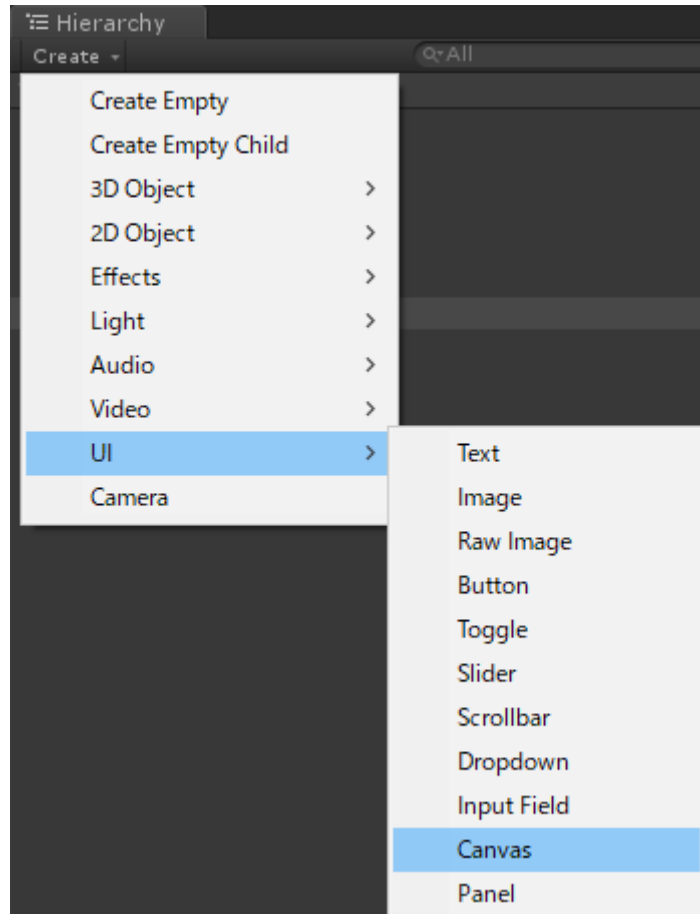 Hierarchy
Create
All
Create Empty
Create Empty Child
3D Object
2D Object
Effects
Light
Audio
Video
UI
Camera
Text
Image
Raw Image
Button
Toggle
Slider
Scrollbar
Dropdown
Input Field
Canvas
Panel